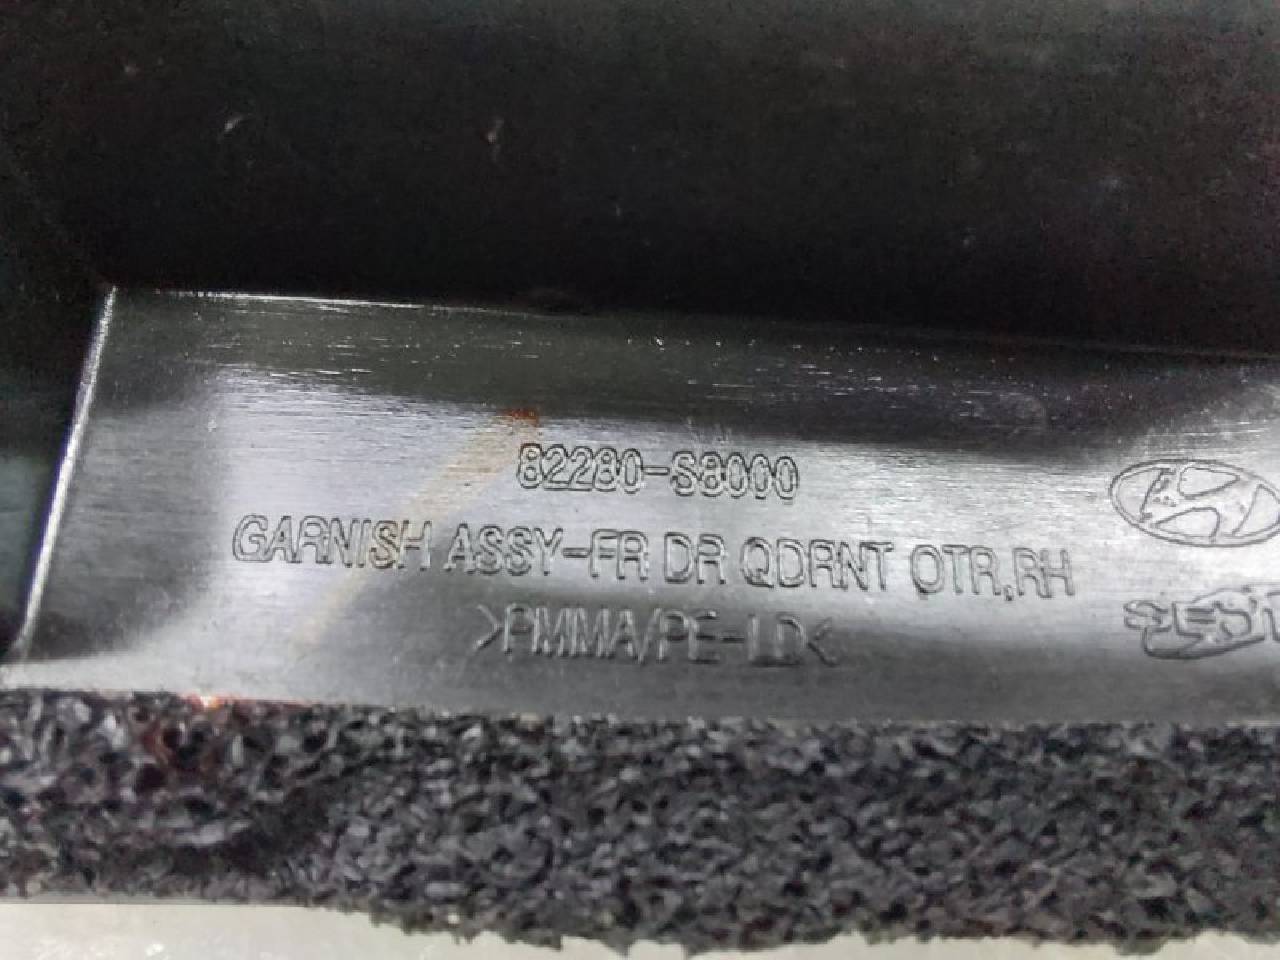 82280-S8000
GARNISH ASSY-FR DR QDRNT OTR,RH
>PMMA/PE-LD<